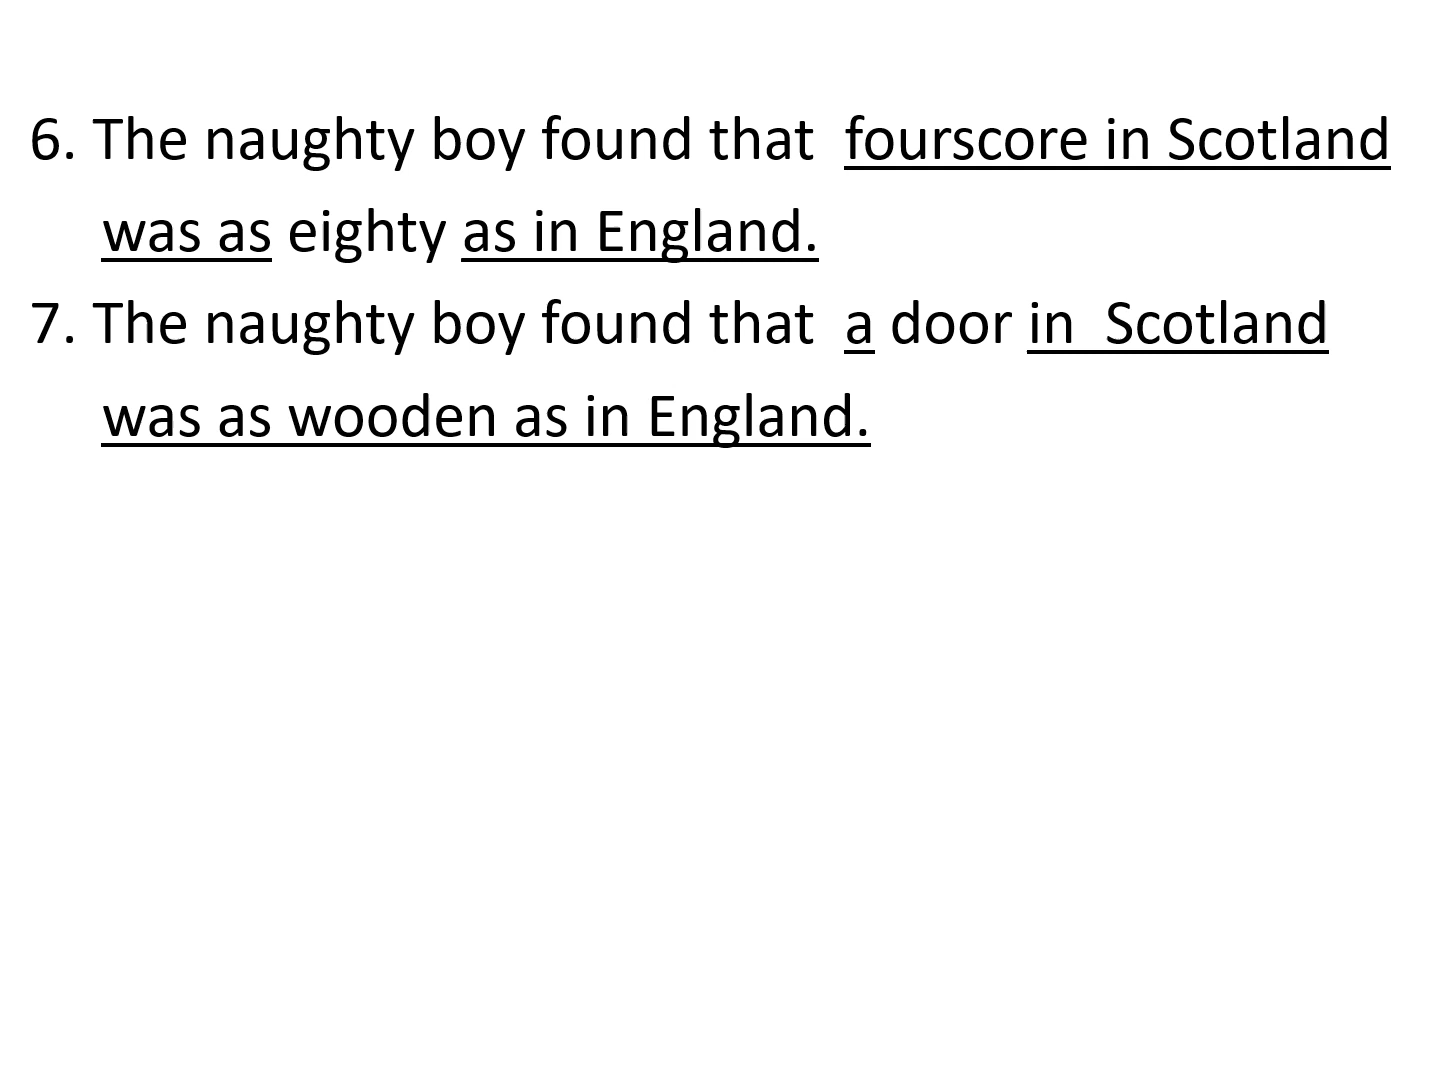 6. The naughty boy found that fourscore in Scotland
was as eighty as in England.
7. The naughty boy found that a door in Scotland
was as wooden as in England.